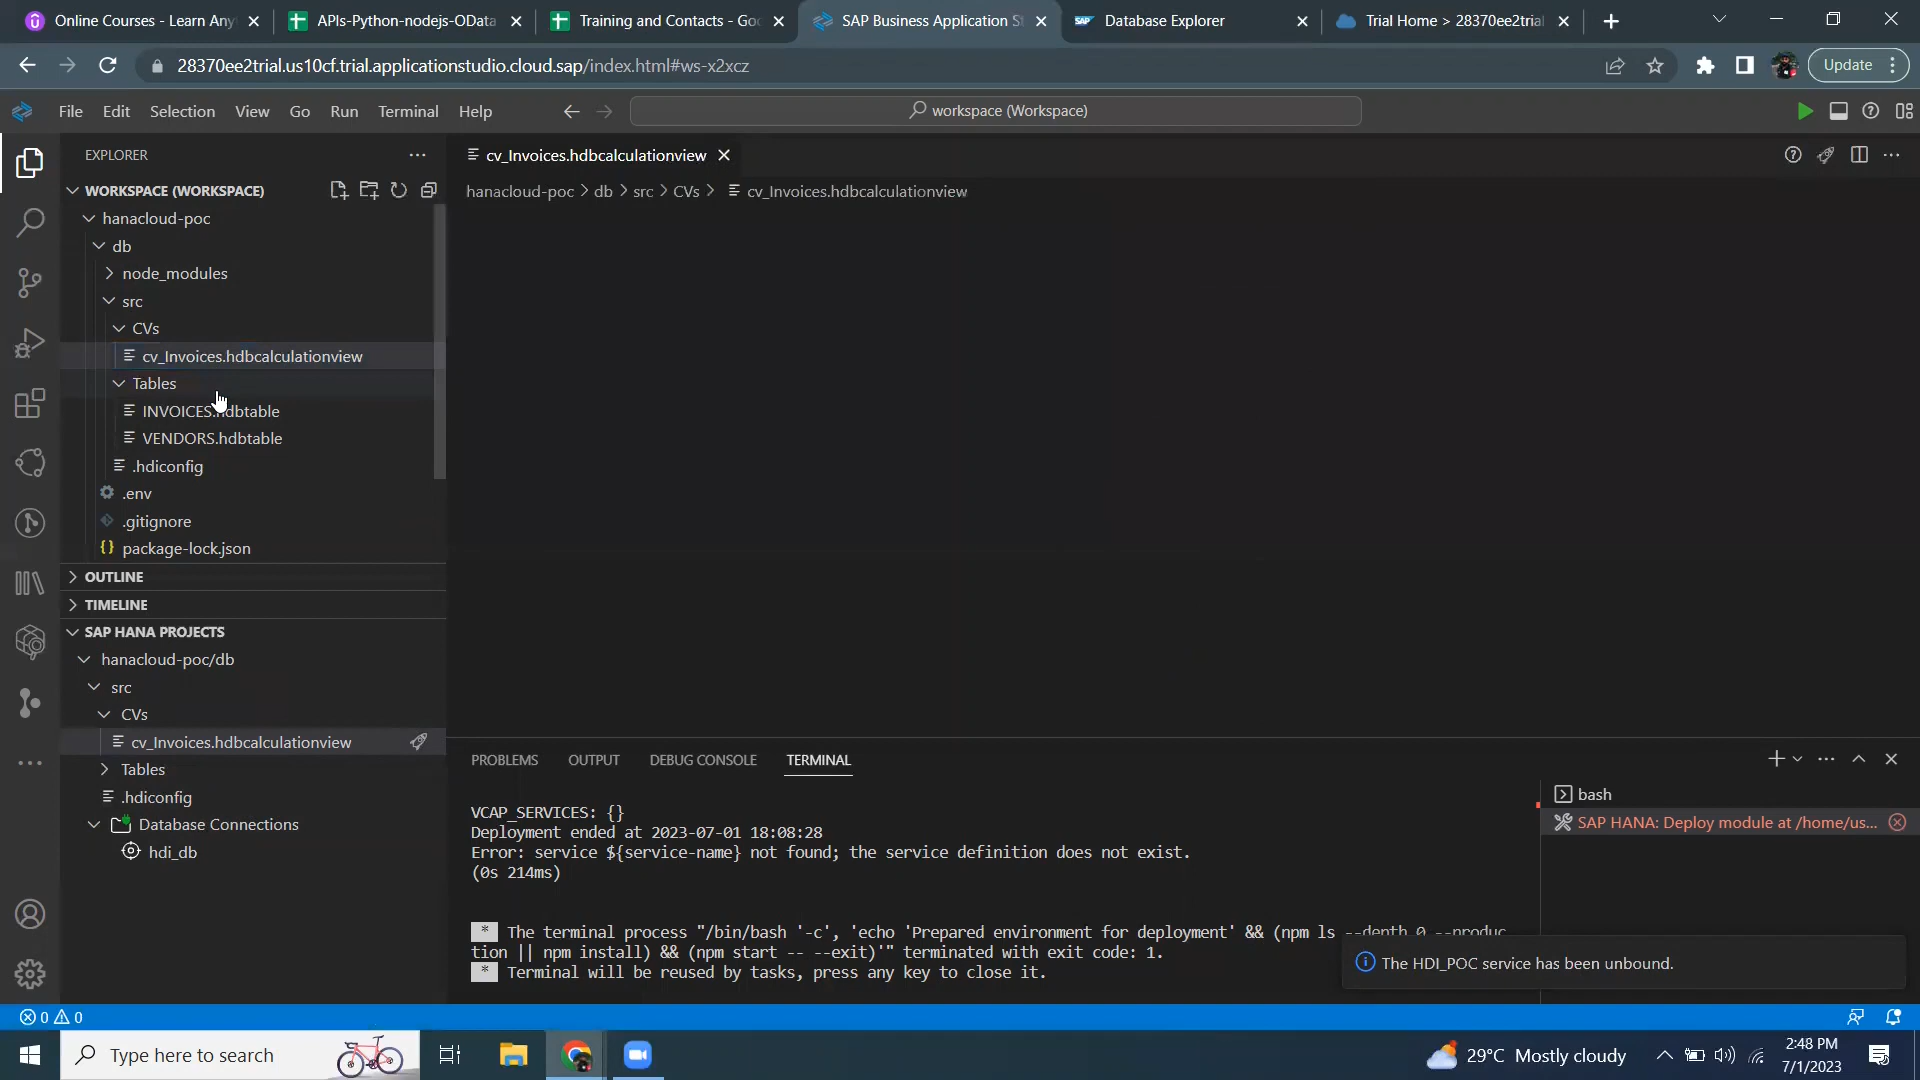 Online Courses - Learn Any
APIs-Python-nodejs-OData
Training and Contacts - Goo
SAP Business Application St
SAP Database Explorer
Trial Home > 28370ee2trial
28370ee2trial.us10cf.trial.applicationstudio.cloud.sap/index.html#ws-x2xcz
Update
File Edit Selection View Go Run Terminal Help
workspace (Workspace)
EXPLORER
cv_Invoices.hdbcalculationview
WORKSPACE (WORKSPACE)
hanacloud-poc > db > src > CVs > cv_Invoices.hdbcalculationview
hanacloud-poc
db
node_modules
src
CVs
cv_Invoices.hdbcalculationview
Tables
INVOICES.hdbtable
VENDORS.hdbtable
.hdiconfig
.env
.gitignore
package-lock.json
OUTLINE
TIMELINE
SAP HANA PROJECTS
hanacloud-poc/db
src
CVs
cv_Invoices.hdbcalculationview
Tables
.hdiconfig
Database Connections
hdi_db
PROBLEMS OUTPUT DEBUG CONSOLE TERMINAL
VCAP_SERVICES: {}
Deployment ended at 2023-07-01 18:08:28
Error: service ${service-name} not found; the service definition does not exist.
(0s 214ms)
* The terminal process "/bin/bash '-c', 'echo 'Prepared environment for deployment' && (npm ls --depth 0 --produc
tion || npm install) && (npm start -- --exit)'" terminated with exit code: 1.
* Terminal will be reused by tasks, press any key to close it.
bash
SAP HANA: Deploy module at /home/us...
The HDI_POC service has been unbound.
0 0
Type here to search
29°C Mostly cloudy
2:48 PM
7/1/2023